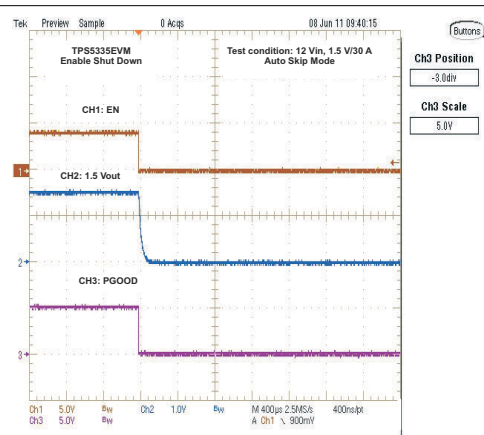 Tek Preview Sample 0 Acqs 08 Jun 11 09:40:15
Buttons
TPS5335EVM
Enable Shut Down
Test condition: 12 Vin, 1.5 V/30 A
Auto Skip Mode
Ch3 Position
-3.0div
Ch3 Scale
5.0V
CH1: EN
1
CH2: 1.5 Vout
2
CH3: PGOOD
3
Ch1 5.0V Bw Ch2 1.0V Bw M 400µs 2.5MS/s 400ns/pt
Ch3 5.0V Bw A Ch1 \ 900mV